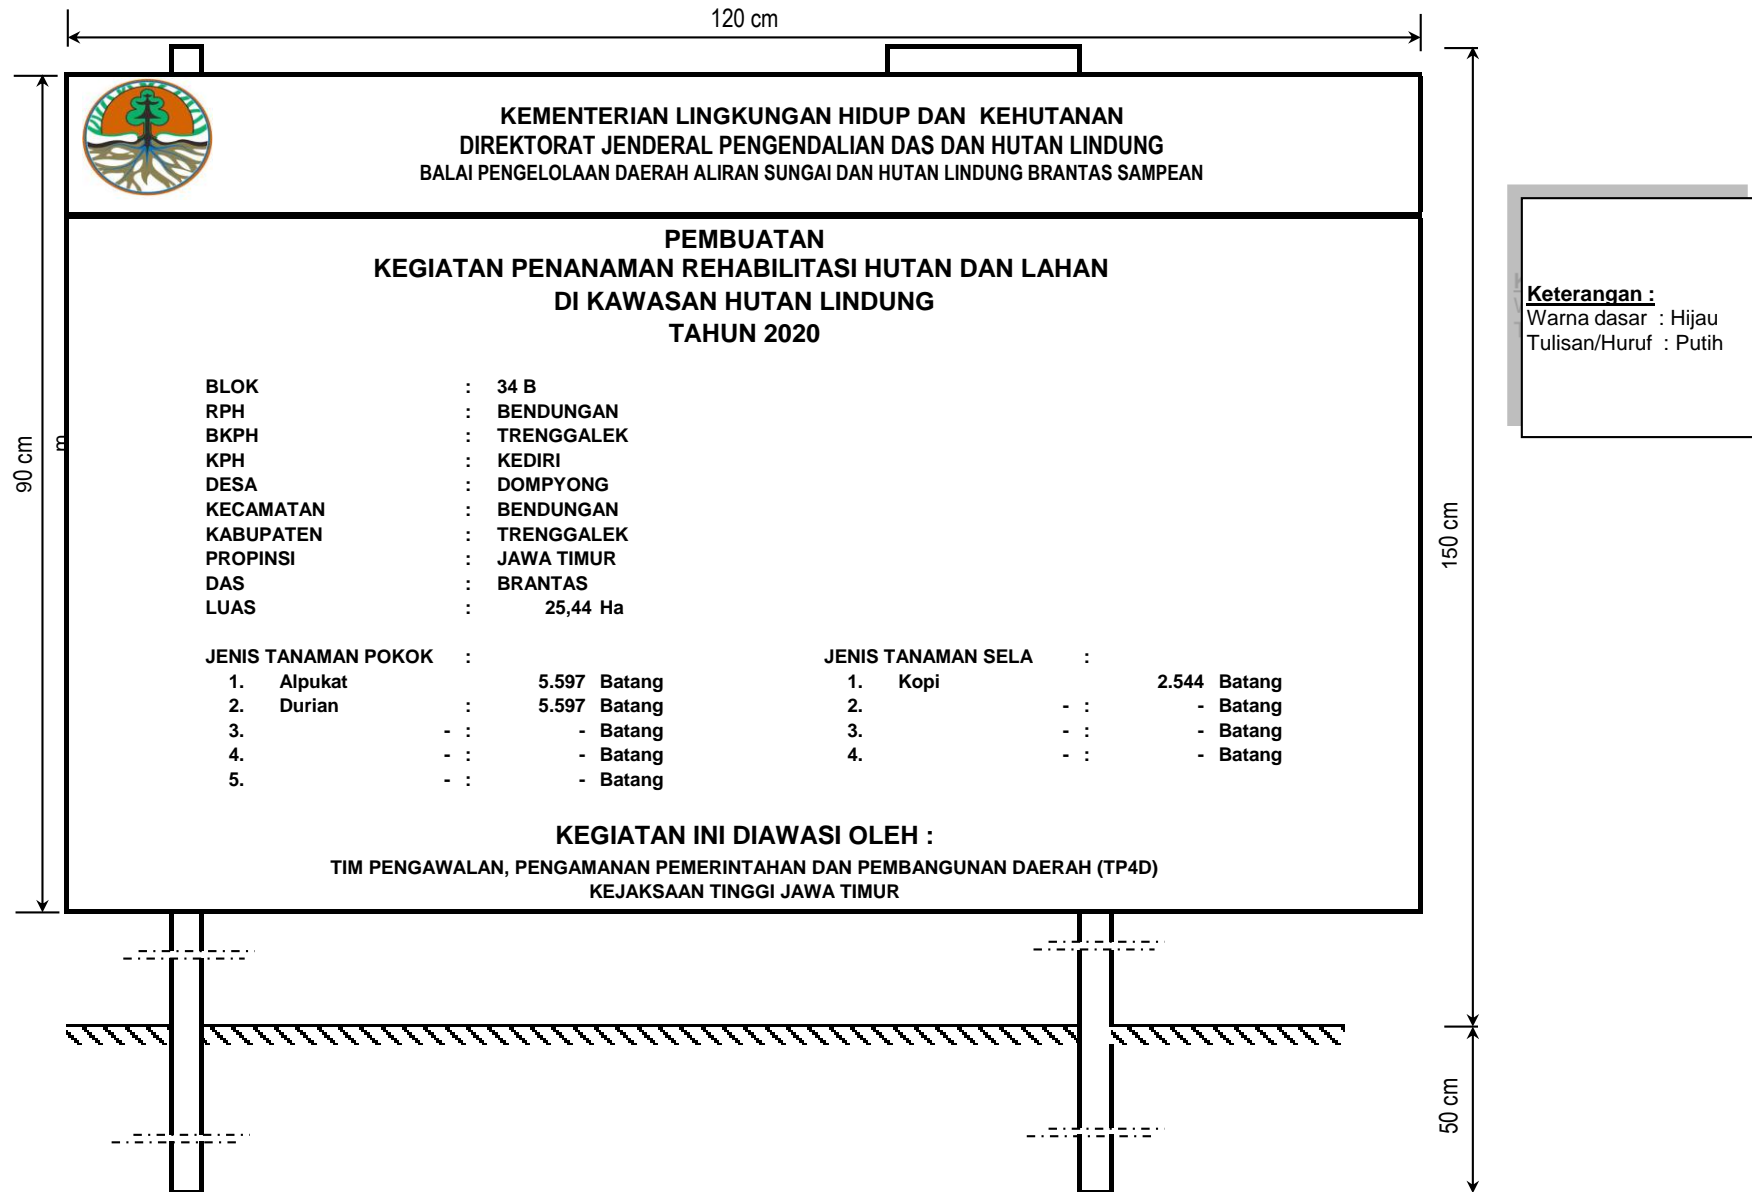 120 cm
KEMENTERIAN LINGKUNGAN HIDUP DAN KEHUTANAN
DIREKTORAT JENDERAL PENGENDALIAN DAS DAN HUTAN LINDUNG
BALAI PENGELOLAAN DAERAH ALIRAN SUNGAI DAN HUTAN LINDUNG BRANTAS SAMPEAN
PEMBUATAN
KEGIATAN PENANAMAN REHABILITASI HUTAN DAN LAHAN
DI KAWASAN HUTAN LINDUNG
TAHUN 2020
BLOK : 34 B
RPH : BENDUNGAN
BKPH : TRENGGALEK
KPH : KEDIRI
DESA : DOMPYONG
KECAMATAN : BENDUNGAN
KABUPATEN : TRENGGALEK
PROPINSI : JAWA TIMUR
DAS : BRANTAS
LUAS : 25,44 Ha
JENIS TANAMAN POKOK :
1. Alpukat 5.597 Batang
2. Durian : 5.597 Batang
3. - : - Batang
4. - : - Batang
5. - : - Batang
JENIS TANAMAN SELA :
1. Kopi 2.544 Batang
2. - : - Batang
3. - : - Batang
4. - : - Batang
KEGIATAN INI DIAWASI OLEH :
TIM PENGAWALAN, PENGAMANAN PEMERINTAHAN DAN PEMBANGUNAN DAERAH (TP4D)
KEJAKSAAN TINGGI JAWA TIMUR
90 cm
m
150 cm
50 cm
Keterangan :
Warna dasar : Hijau
Tulisan/Huruf : Putih